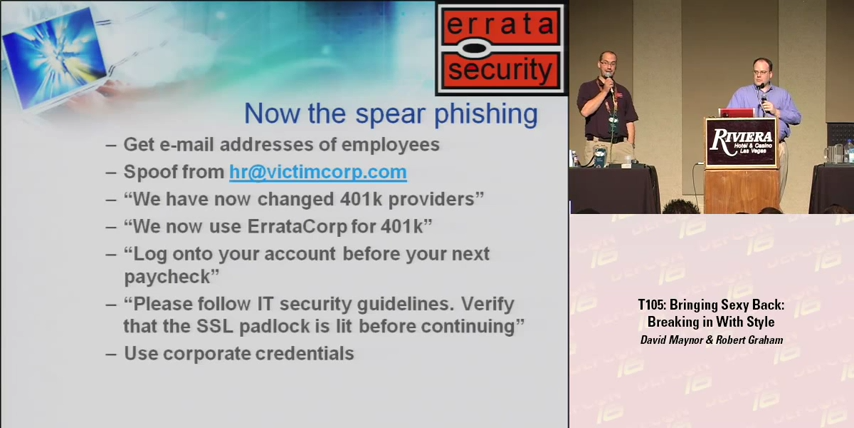 errata
security
Now the spear phishing
– Get e-mail addresses of employees
– Spoof from hr@victimcorp.com
– “We have now changed 401k providers”
– “We now use ErrataCorp for 401k”
– “Log onto your account before your next
paycheck”
– “Please follow IT security guidelines. Verify
that the SSL padlock is lit before continuing”
– Use corporate credentials
RIVIERA
Hotel & Casino
Las Vegas
T105: Bringing Sexy Back:
Breaking in With Style
David Maynor & Robert Graham